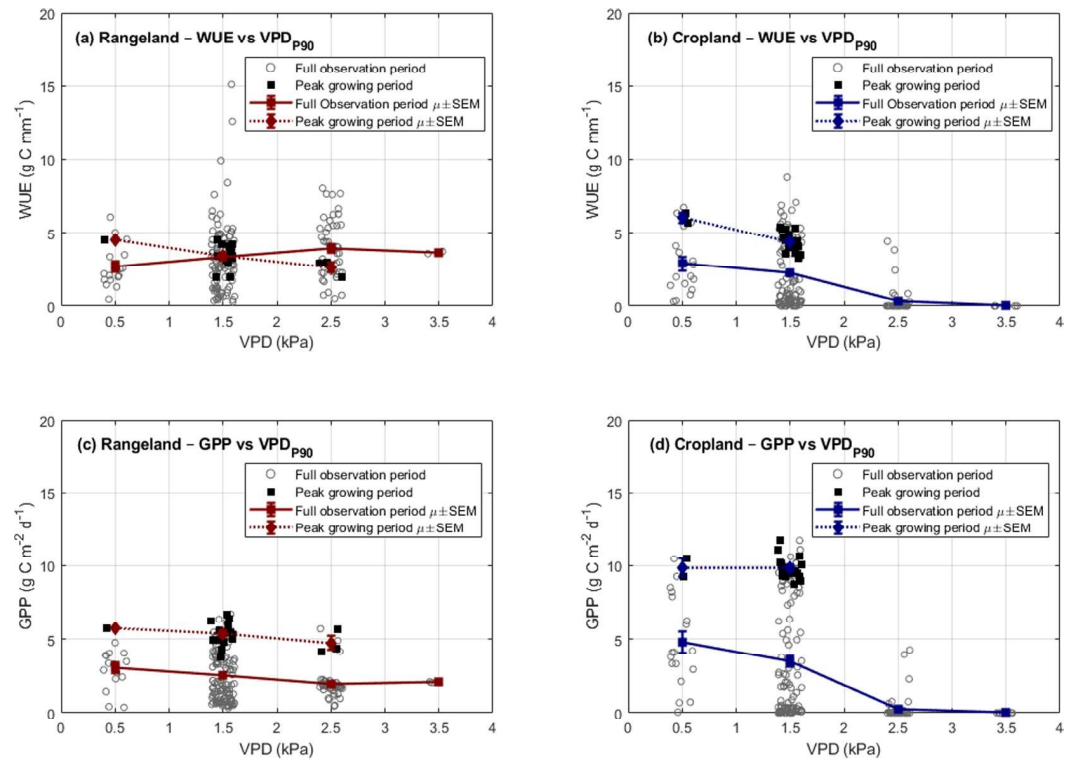 (a) Rangeland – WUE vs VPD_P90
Full observation period
Peak growing period
Full Observation period μ±SEM
Peak growing period μ±SEM
WUE (g C mm⁻¹)
20
15
10
5
0
0 0.5 1 1.5 2 2.5 3 3.5 4
VPD (kPa)
(b) Cropland – WUE vs VPD_P90
Full observation period
Peak growing period
Full Observation period μ±SEM
Peak growing period μ±SEM
WUE (g C mm⁻¹)
20
15
10
5
0
0 0.5 1 1.5 2 2.5 3 3.5 4
VPD (kPa)
(c) Rangeland – GPP vs VPD_P90
Full observation period
Peak growing period
Full observation period μ±SEM
Peak growing period μ±SEM
GPP (g C m⁻² d⁻¹)
20
15
10
5
0
0 0.5 1 1.5 2 2.5 3 3.5 4
VPD (kPa)
(d) Cropland – GPP vs VPD_P90
Full observation period
Peak growing period
Full observation period μ±SEM
Peak growing period μ±SEM
GPP (g C m⁻² d⁻¹)
20
15
10
5
0
0 0.5 1 1.5 2 2.5 3 3.5 4
VPD (kPa)